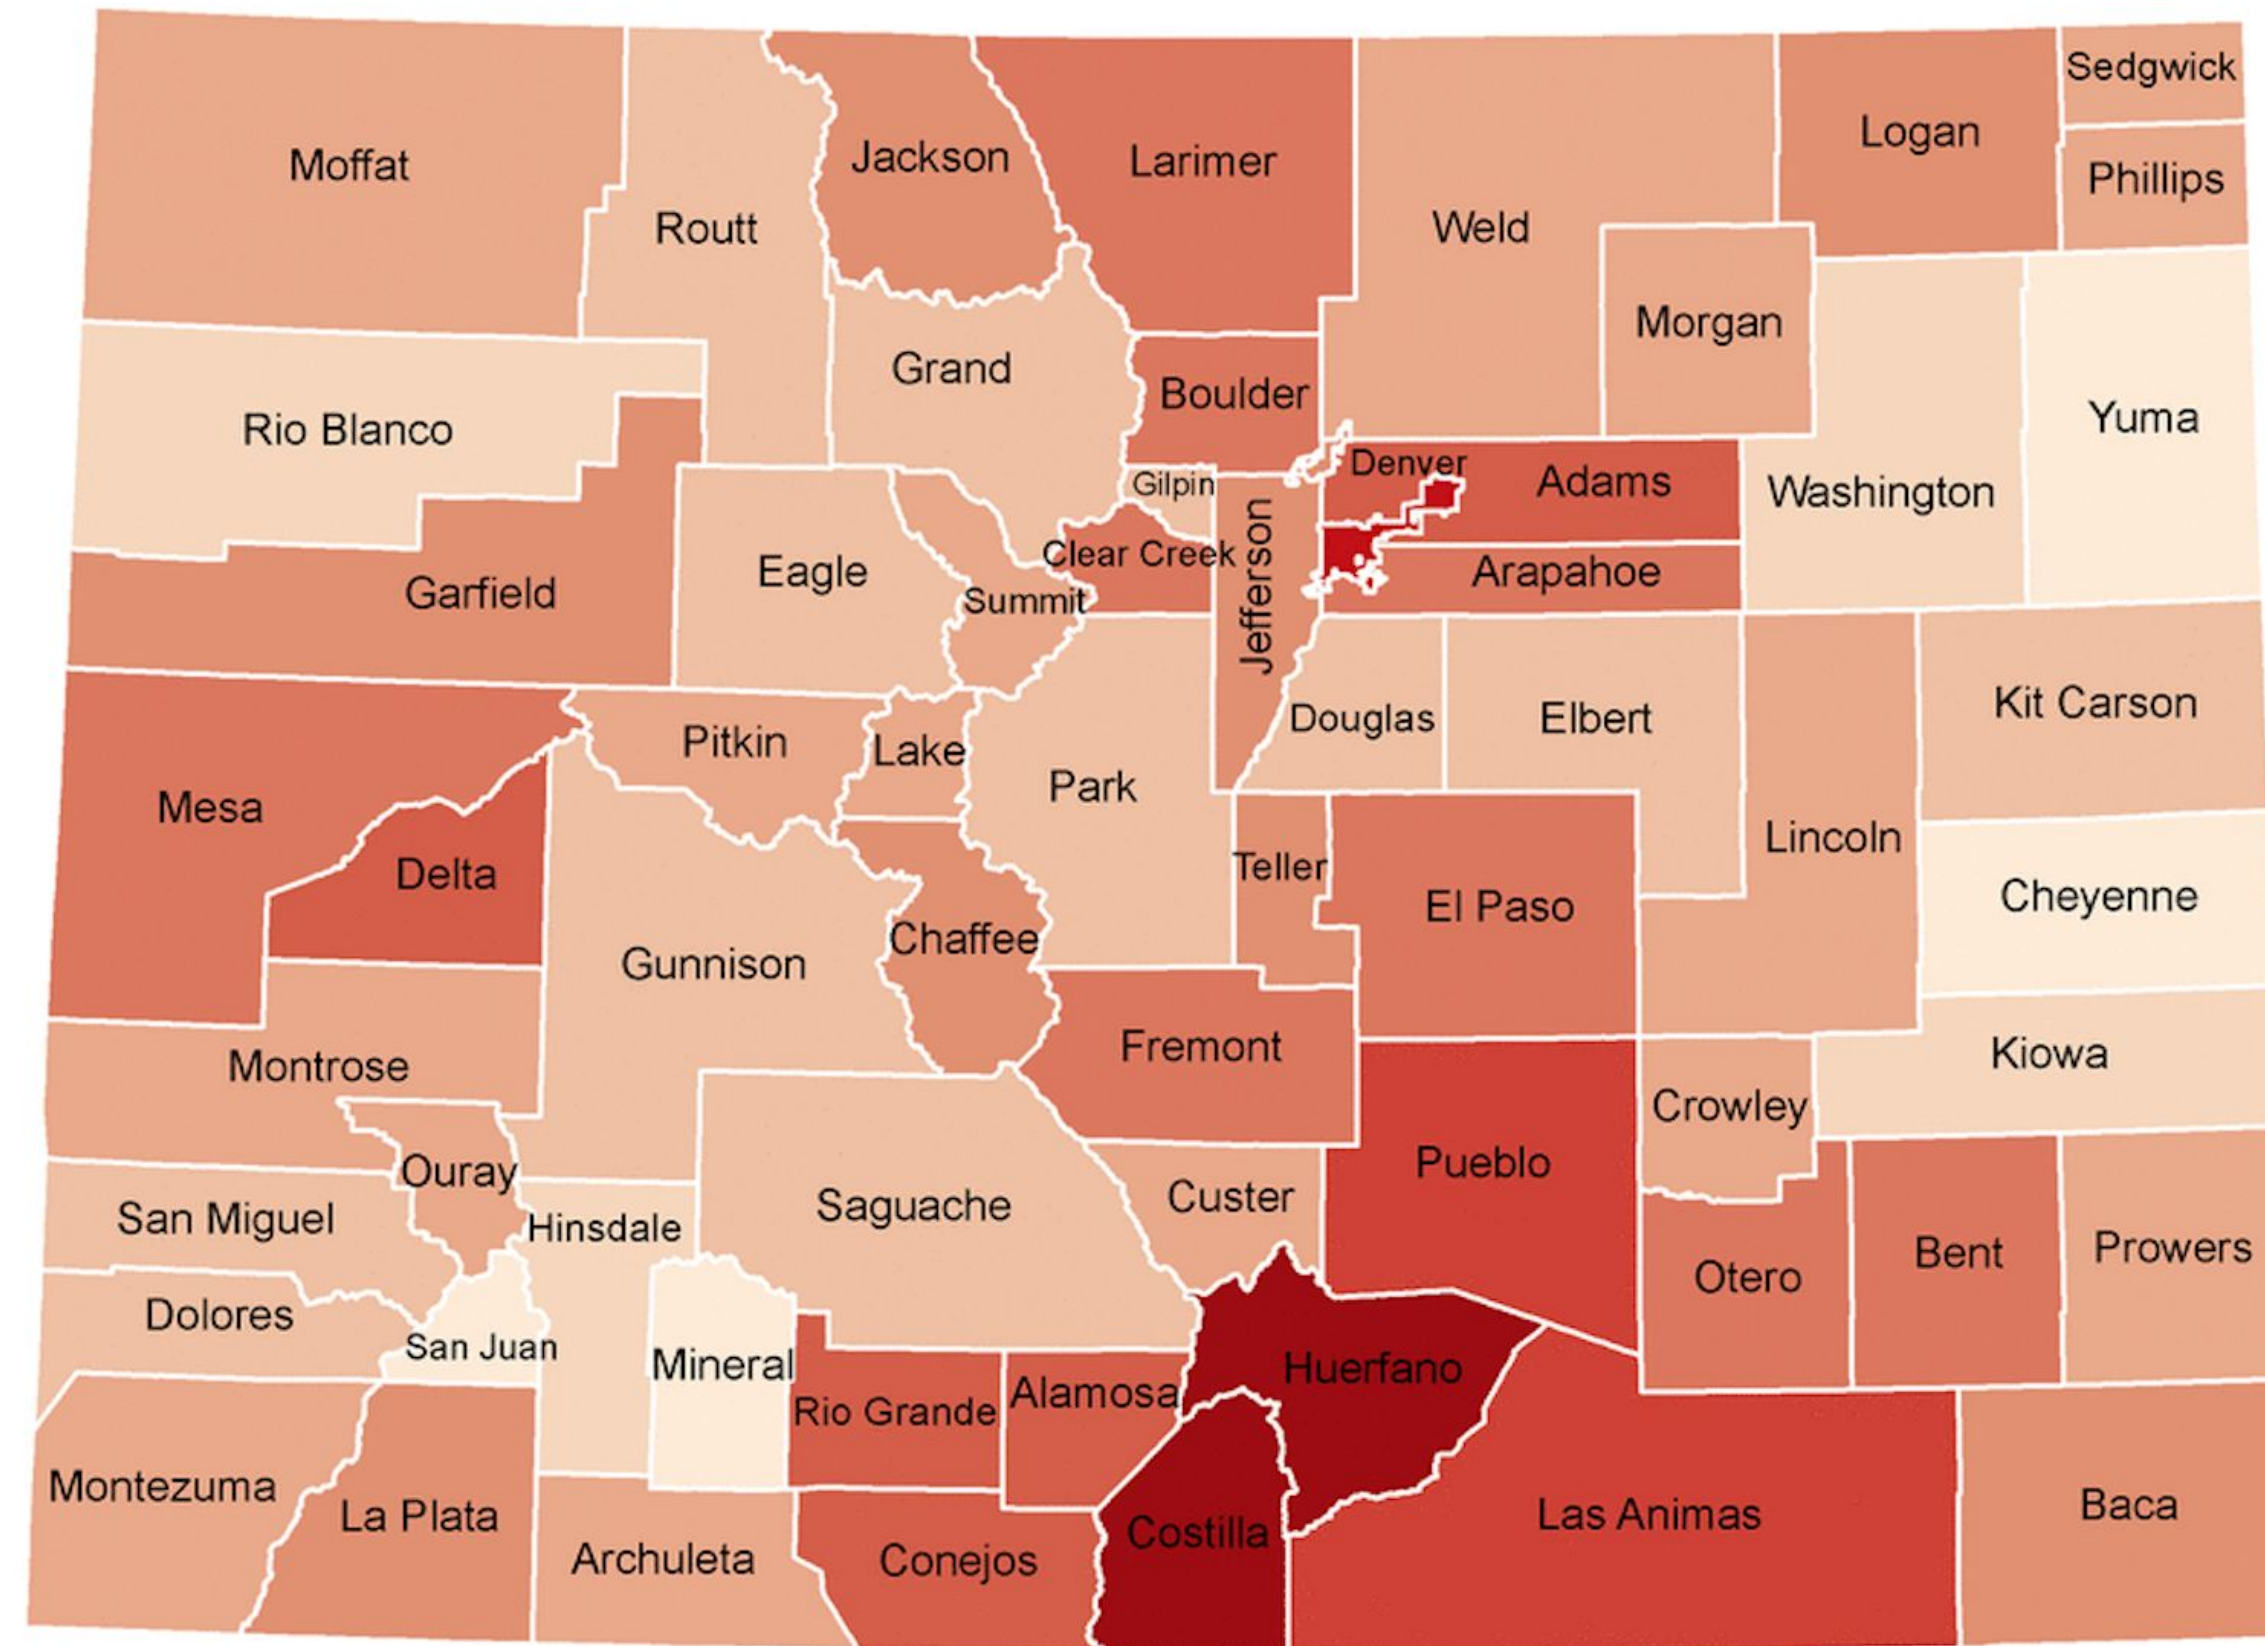 Sedgwick
Logan
Jackson
Larimer
Moffat
Phillips
Routt
Weld
Morgan
Grand
Boulder
Yuma
Rio Blanco
Denver
Adams
Gilpin
Washington
Clear Creek
Eagle
Arapahoe
Garfield
Jefferson
Summit
Kit Carson
Douglas
Elbert
Pitkin
Lake
Park
Mesa
Lincoln
Teller
Delta
Cheyenne
El Paso
Chaffee
Gunnison
Fremont
Kiowa
Montrose
Crowley
Pueblo
Ouray
Custer
Saguache
San Miguel
Hinsdale
Prowers
Bent
Otero
Dolores
San Juan
Mineral
Huerfano
Alamosa
Rio Grande
Montezuma
Baca
La Plata
Las Animas
Costilla
Archuleta
Conejos